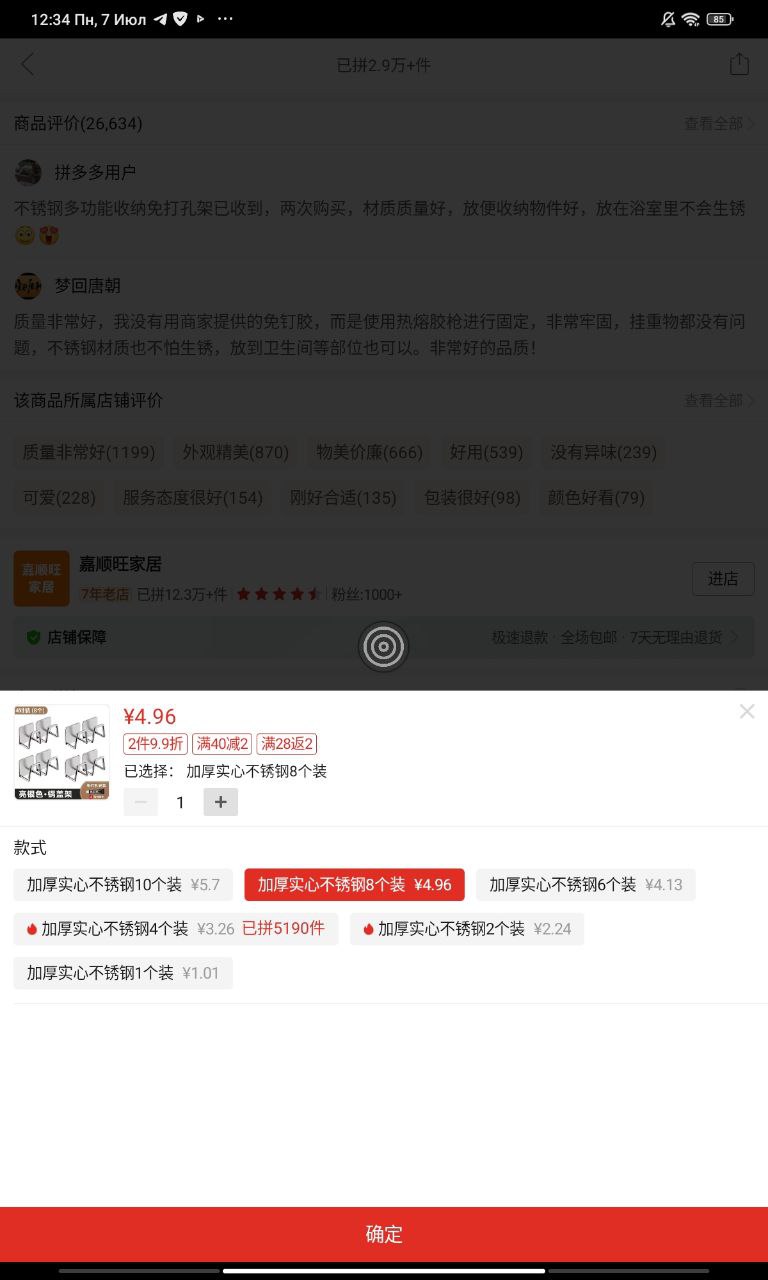 12:34 Пн, 7 Июл
85
已拼2.9万+件
商品评价(26,634)
查看全部
拼多多用户
不锈钢多功能收纳免打孔架已收到，两次购买，材质质量好，放便收纳物件好，放在浴室里不会生锈
梦回唐朝
质量非常好，我没有用商家提供的免钉胶，而是使用热熔胶枪进行固定，非常牢固，挂重物都没有问
题，不锈钢材质也不怕生锈，放到卫生间等部位也可以。非常好的品质！
该商品所属店铺评价
查看全部
质量非常好(1199) 外观精美(870) 物美价廉(666) 好用(539) 没有异味(239)
可爱(228) 服务态度很好(154) 刚好合适(135) 包装很好(98) 颜色好看(79)
嘉顺旺
家居
嘉顺旺家居
7年老店 已拼12.3万+件 粉丝:1000+
进店
店铺保障
极速退款 · 全场包邮 · 7天无理由退货
亮银色·锅盖架
¥4.96
2件9.9折 满40减2 满28返2
已选择： 加厚实心不锈钢8个装
1
款式
加厚实心不锈钢10个装 ¥5.7
加厚实心不锈钢8个装 ¥4.96
加厚实心不锈钢6个装 ¥4.13
加厚实心不锈钢4个装 ¥3.26 已拼5190件
加厚实心不锈钢2个装 ¥2.24
加厚实心不锈钢1个装 ¥1.01
确定